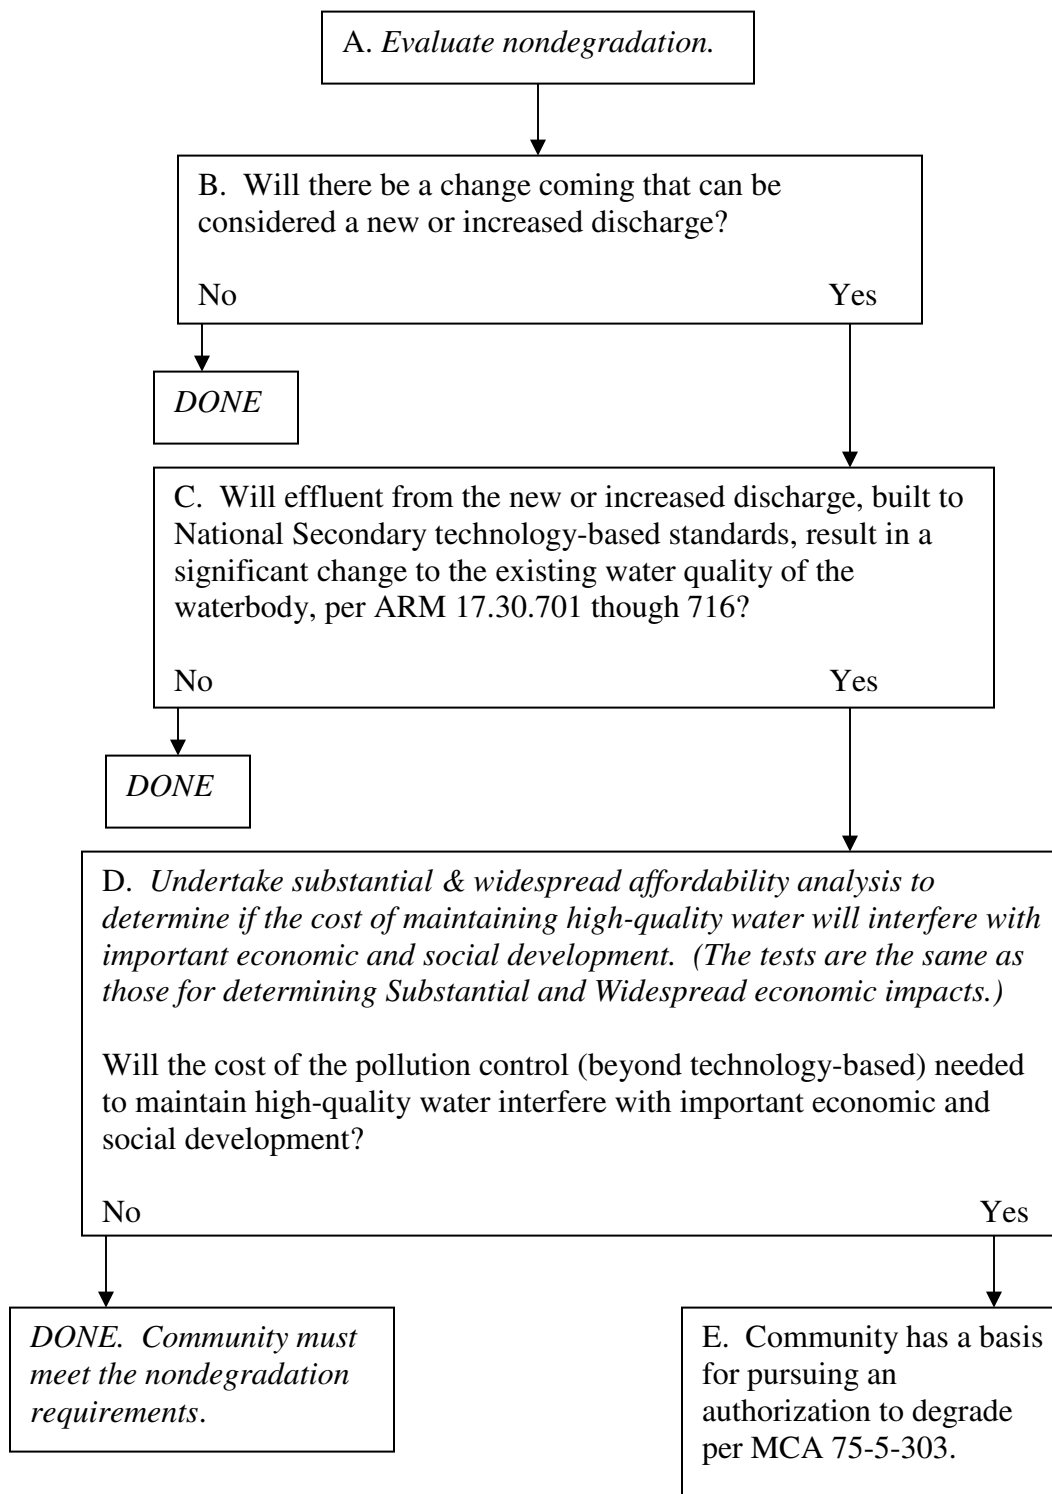 A. Evaluate nondegradation.
B.  Will there be a change coming that can be
considered a new or increased discharge?
No Yes
DONE
C.  Will effluent from the new or increased discharge, built to
National Secondary technology-based standards, result in a
significant change to the existing water quality of the
waterbody, per ARM 17.30.701 though 716?
No Yes
DONE
D.  Undertake substantial & widespread affordability analysis to
determine if the cost of maintaining high-quality water will interfere with
important economic and social development.  (The tests are the same as
those for determining Substantial and Widespread economic impacts.)
Will the cost of the pollution control (beyond technology-based) needed
to maintain high-quality water interfere with important economic and
social development?
No Yes
DONE.  Community must
meet the nondegradation
requirements.
E.  Community has a basis
for pursuing an
authorization to degrade
per MCA 75-5-303.